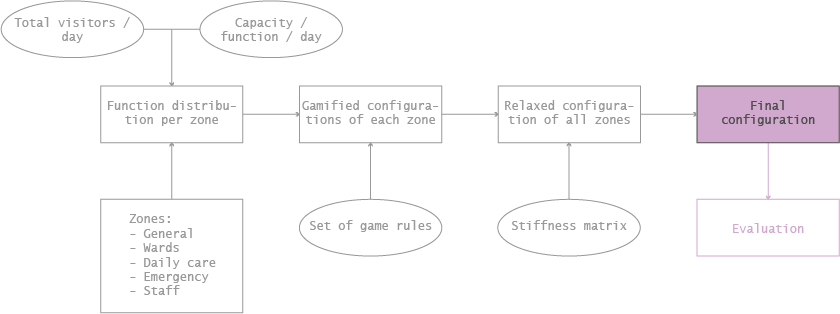 Total visitors /
day
Capacity /
function / day
Function distribu-
tion per zone
Gamified configura-
tions of each zone
Relaxed configura-
tion of all zones
Final
configuration
Zones:
- General
- Wards
- Daily care
- Emergency
- Staff
Set of game rules
Stiffness matrix
Evaluation